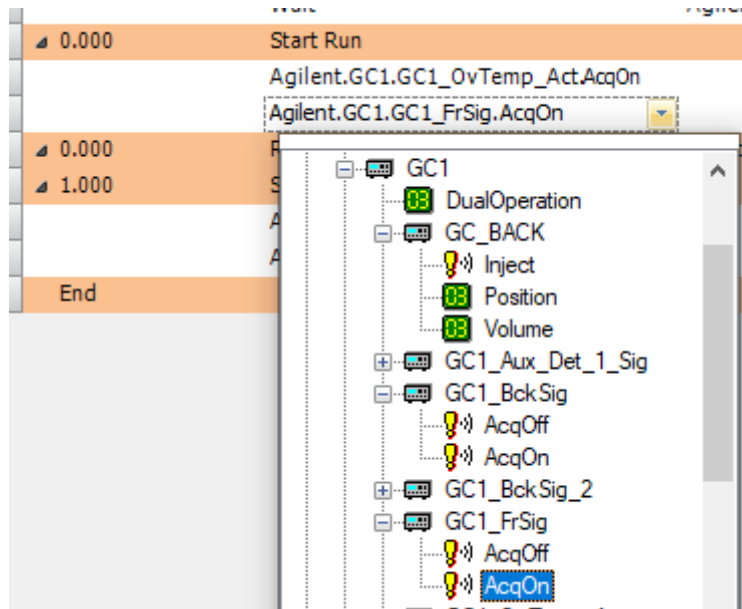 0.000 Start Run
Agilent.GC1.GC1_OvTemp_Act.AcqOn
Agilent.GC1.GC1_FrSig.AcqOn
0.000
GC1
1.000
DualOperation
GC_BACK
Inject
End Position
Volume
GC1_Aux_Det_1_Sig
GC1_BckSig
AcqOff
AcqOn
GC1_BckSig_2
GC1_FrSig
AcqOff
AcqOn